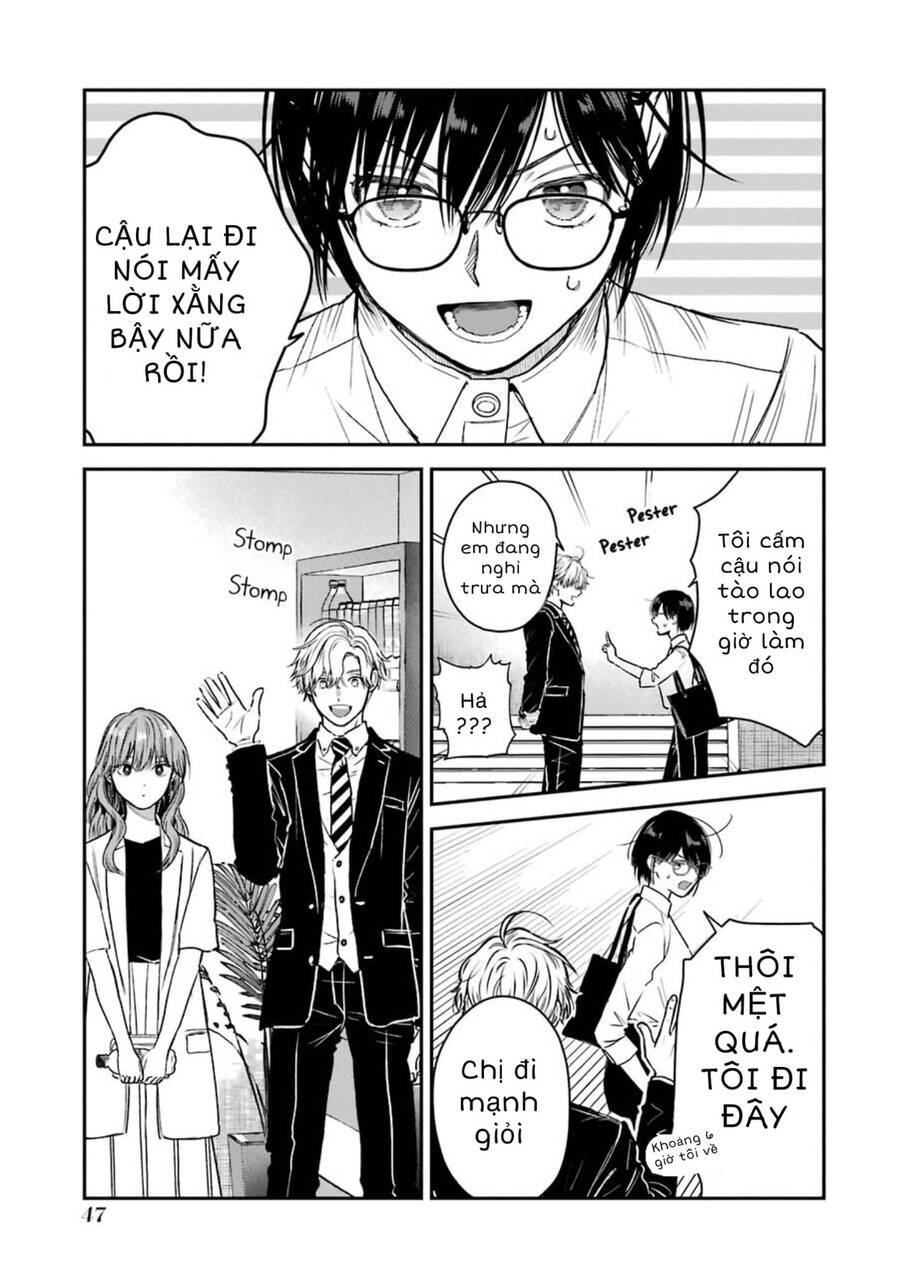 CẬU LẠI ĐI
NÓI MẤY
LỜI XẰNG
BẬY NỮA
RỒI!
Pester
Pester
Tôi cấm
cậu nói
tào lao
trong
giờ làm
đó
Nhưng
em đang
nghi
trưa mà
Hả
???
Stomp
Stomp
THÔI
MỆT
QUÁ.
TÔI ĐI
ĐÂY
Khoảng 6
giờ tôi về
Chị đi
mạnh
giỏi
47